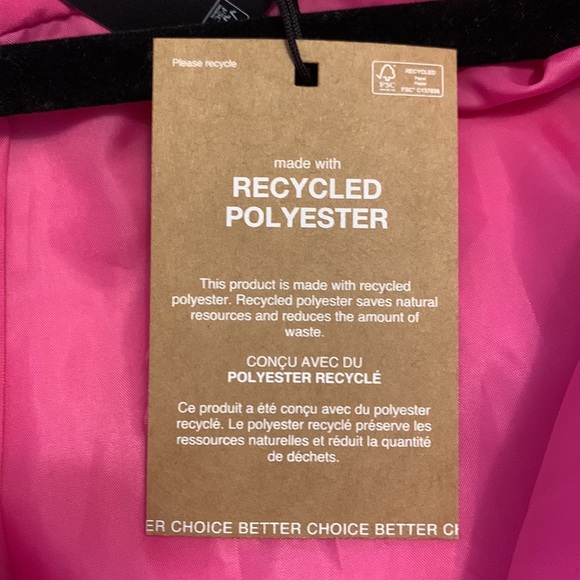 Please recycle
FSC
RECYCLED
Paper
FSC®
made with
RECYCLED
POLYESTER
This product is made with recycled
polyester. Recycled polyester saves natural
resources and reduces the amount of
waste.
CONÇU AVEC DU
POLYESTER RECYCLÉ
Ce produit a été conçu avec du polyester
recyclé. Le polyester recyclé préserve les
ressources naturelles et réduit la quantité
de déchets.
ER CHOICE BETTER CHOICE BETTER CH